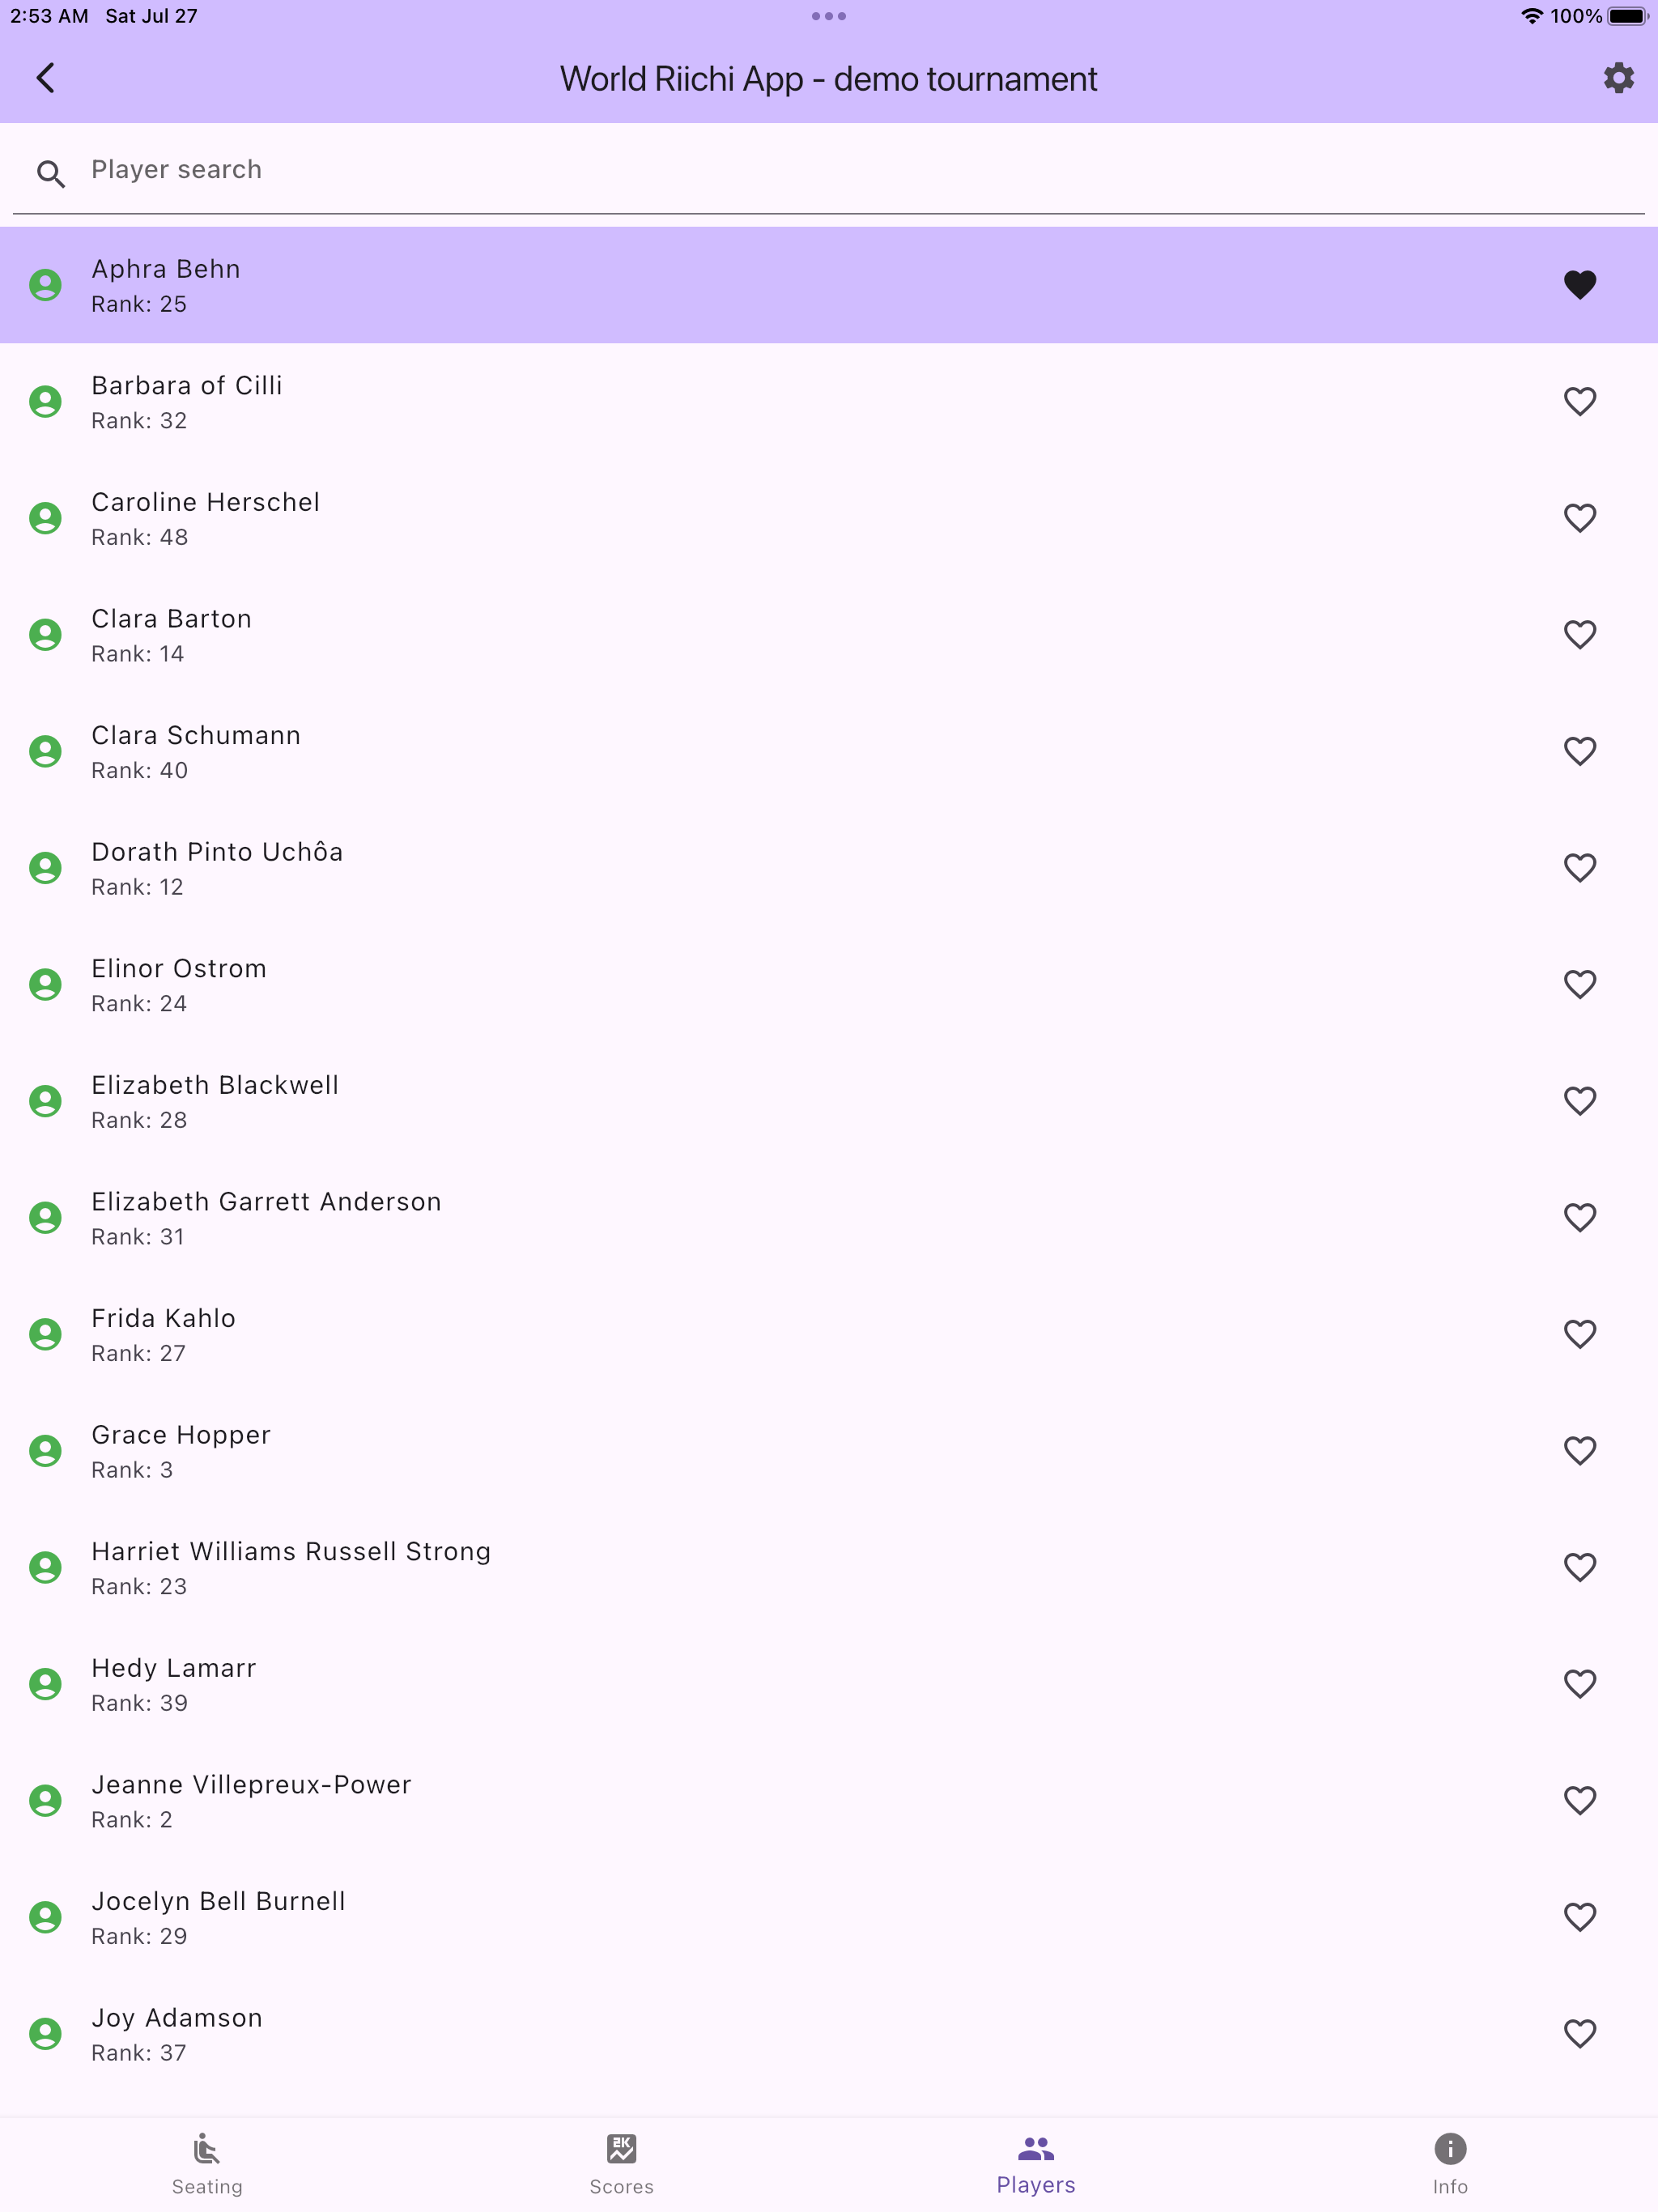 2:53 AM Sat Jul 27
100%
World Riichi App - demo tournament
Player search
Aphra Behn
Rank: 25
Barbara of Cilli
Rank: 32
Caroline Herschel
Rank: 48
Clara Barton
Rank: 14
Clara Schumann
Rank: 40
Dorath Pinto Uchôa
Rank: 12
Elinor Ostrom
Rank: 24
Elizabeth Blackwell
Rank: 28
Elizabeth Garrett Anderson
Rank: 31
Frida Kahlo
Rank: 27
Grace Hopper
Rank: 3
Harriet Williams Russell Strong
Rank: 23
Hedy Lamarr
Rank: 39
Jeanne Villepreux-Power
Rank: 2
Jocelyn Bell Burnell
Rank: 29
Joy Adamson
Rank: 37
2K
Seating
Scores
Players
Info